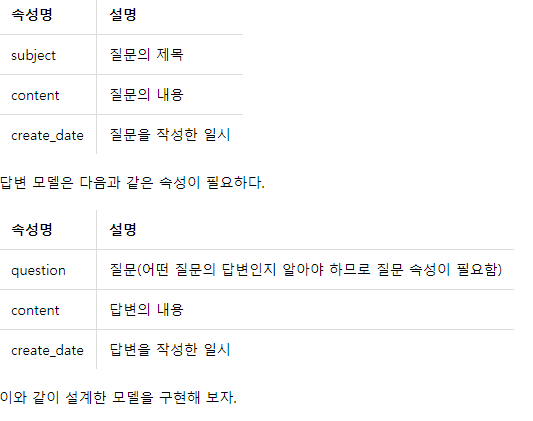 속성명 설명
subject 질문의 제목
content 질문의 내용
create_date 질문을 작성한 일시
답변 모델은 다음과 같은 속성이 필요하다.
속성명 설명
question 질문(어떤 질문의 답변인지 알아야 하므로 질문 속성이 필요함)
content 답변의 내용
create_date 답변을 작성한 일시
이와 같이 설계한 모델을 구현해 보자.